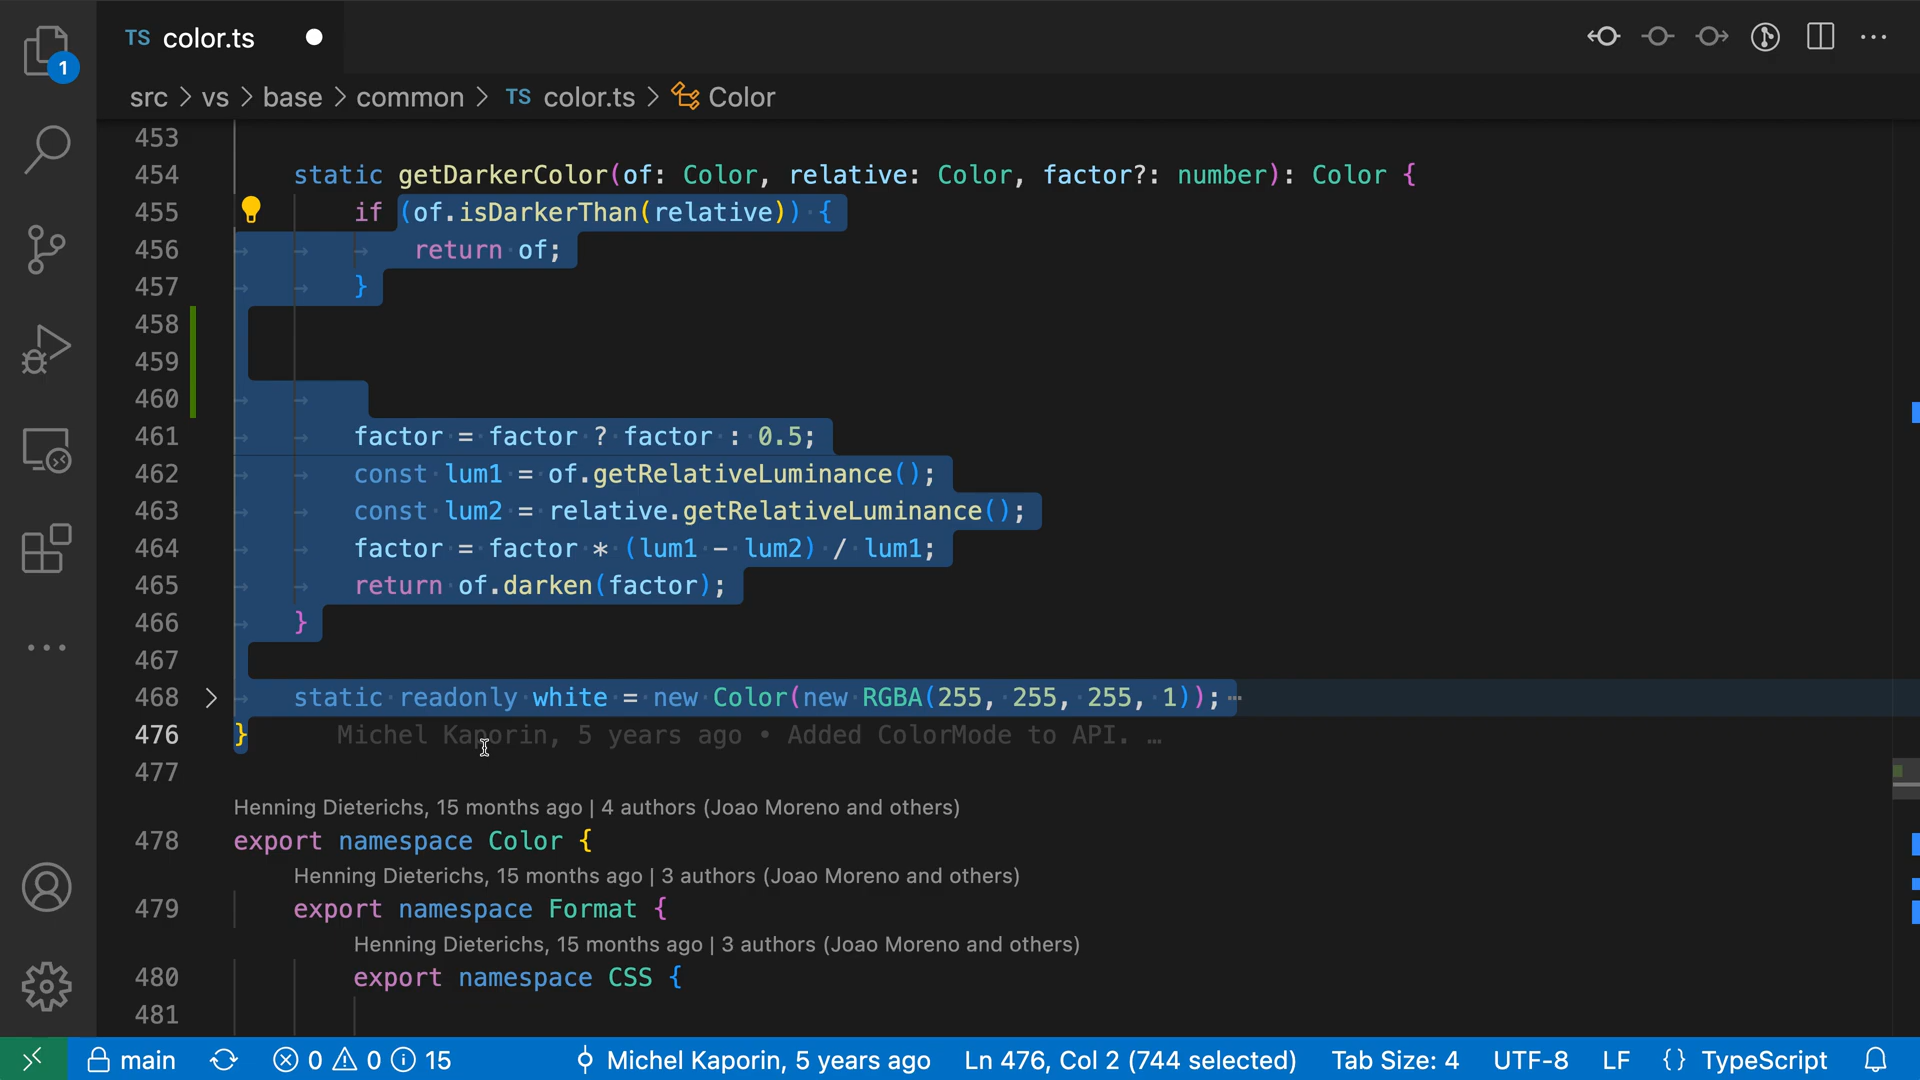 TS color.ts
1
src > vs > base > common > TS color.ts > Color
453
454 static getDarkerColor(of: Color, relative: Color, factor?: number): Color {
455 if (of.isDarkerThan(relative)) {
456 return of;
457 }
458
459
460
461 factor = factor ? factor : 0.5;
462 const lum1 = of.getRelativeLuminance();
463 const lum2 = relative.getRelativeLuminance();
464 factor = factor * (lum1 - lum2) / lum1;
465 return of.darken(factor);
466 }
467
468 static readonly white = new Color(new RGBA(255, 255, 255, 1)); ⋯
476 } Michel Kaporin, 5 years ago • Added ColorMode to API. …
477
Henning Dieterichs, 15 months ago | 4 authors (Joao Moreno and others)
478 export namespace Color {
Henning Dieterichs, 15 months ago | 3 authors (Joao Moreno and others)
479 export namespace Format {
Henning Dieterichs, 15 months ago | 3 authors (Joao Moreno and others)
480 export namespace CSS {
481
main 0 0 15 Michel Kaporin, 5 years ago Ln 476, Col 2 (744 selected) Tab Size: 4 UTF-8 LF {} TypeScript